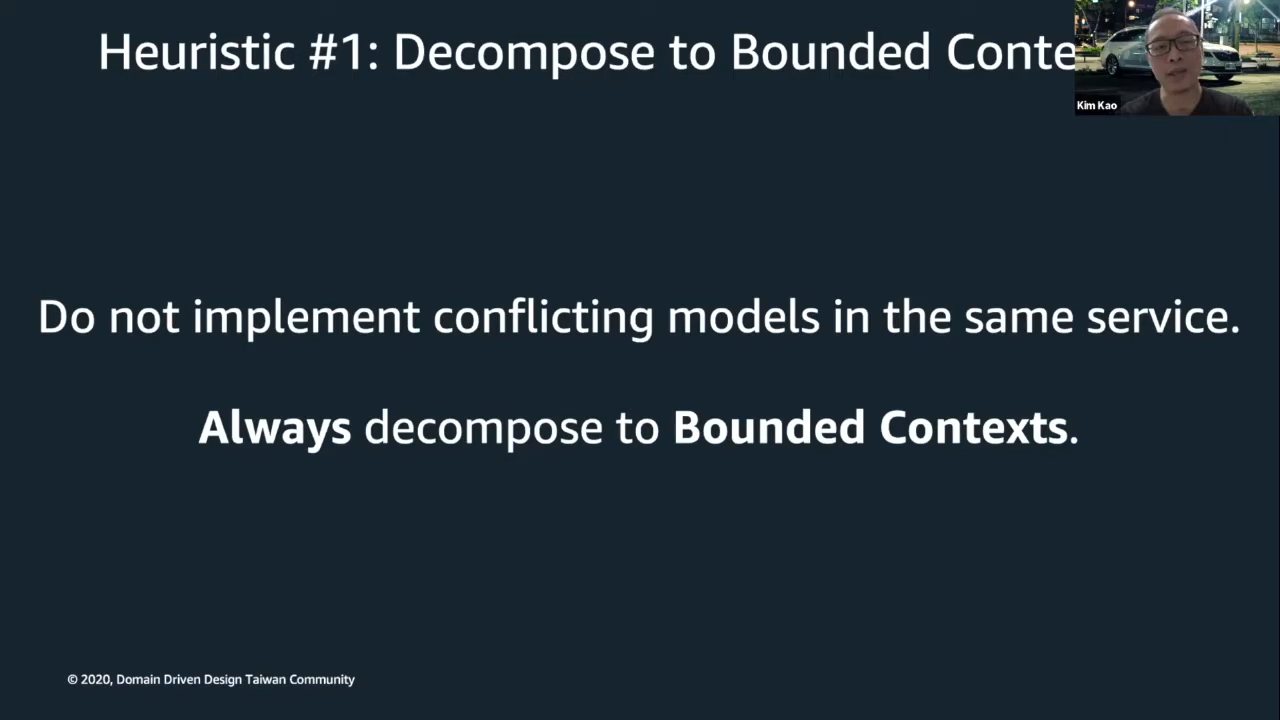 Heuristic #1: Decompose to Bounded Conte
Kim Kao
Do not implement conflicting models in the same service.
Always decompose to Bounded Contexts.
© 2020, Domain Driven Design Taiwan Community